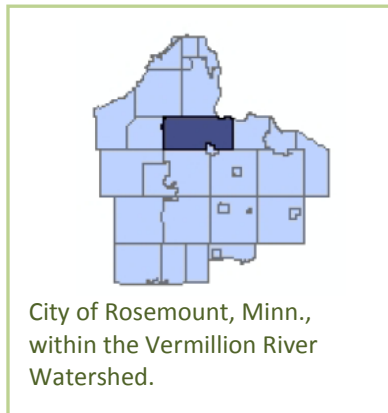 City of Rosemount, Minn.,
within the Vermillion River
Watershed.